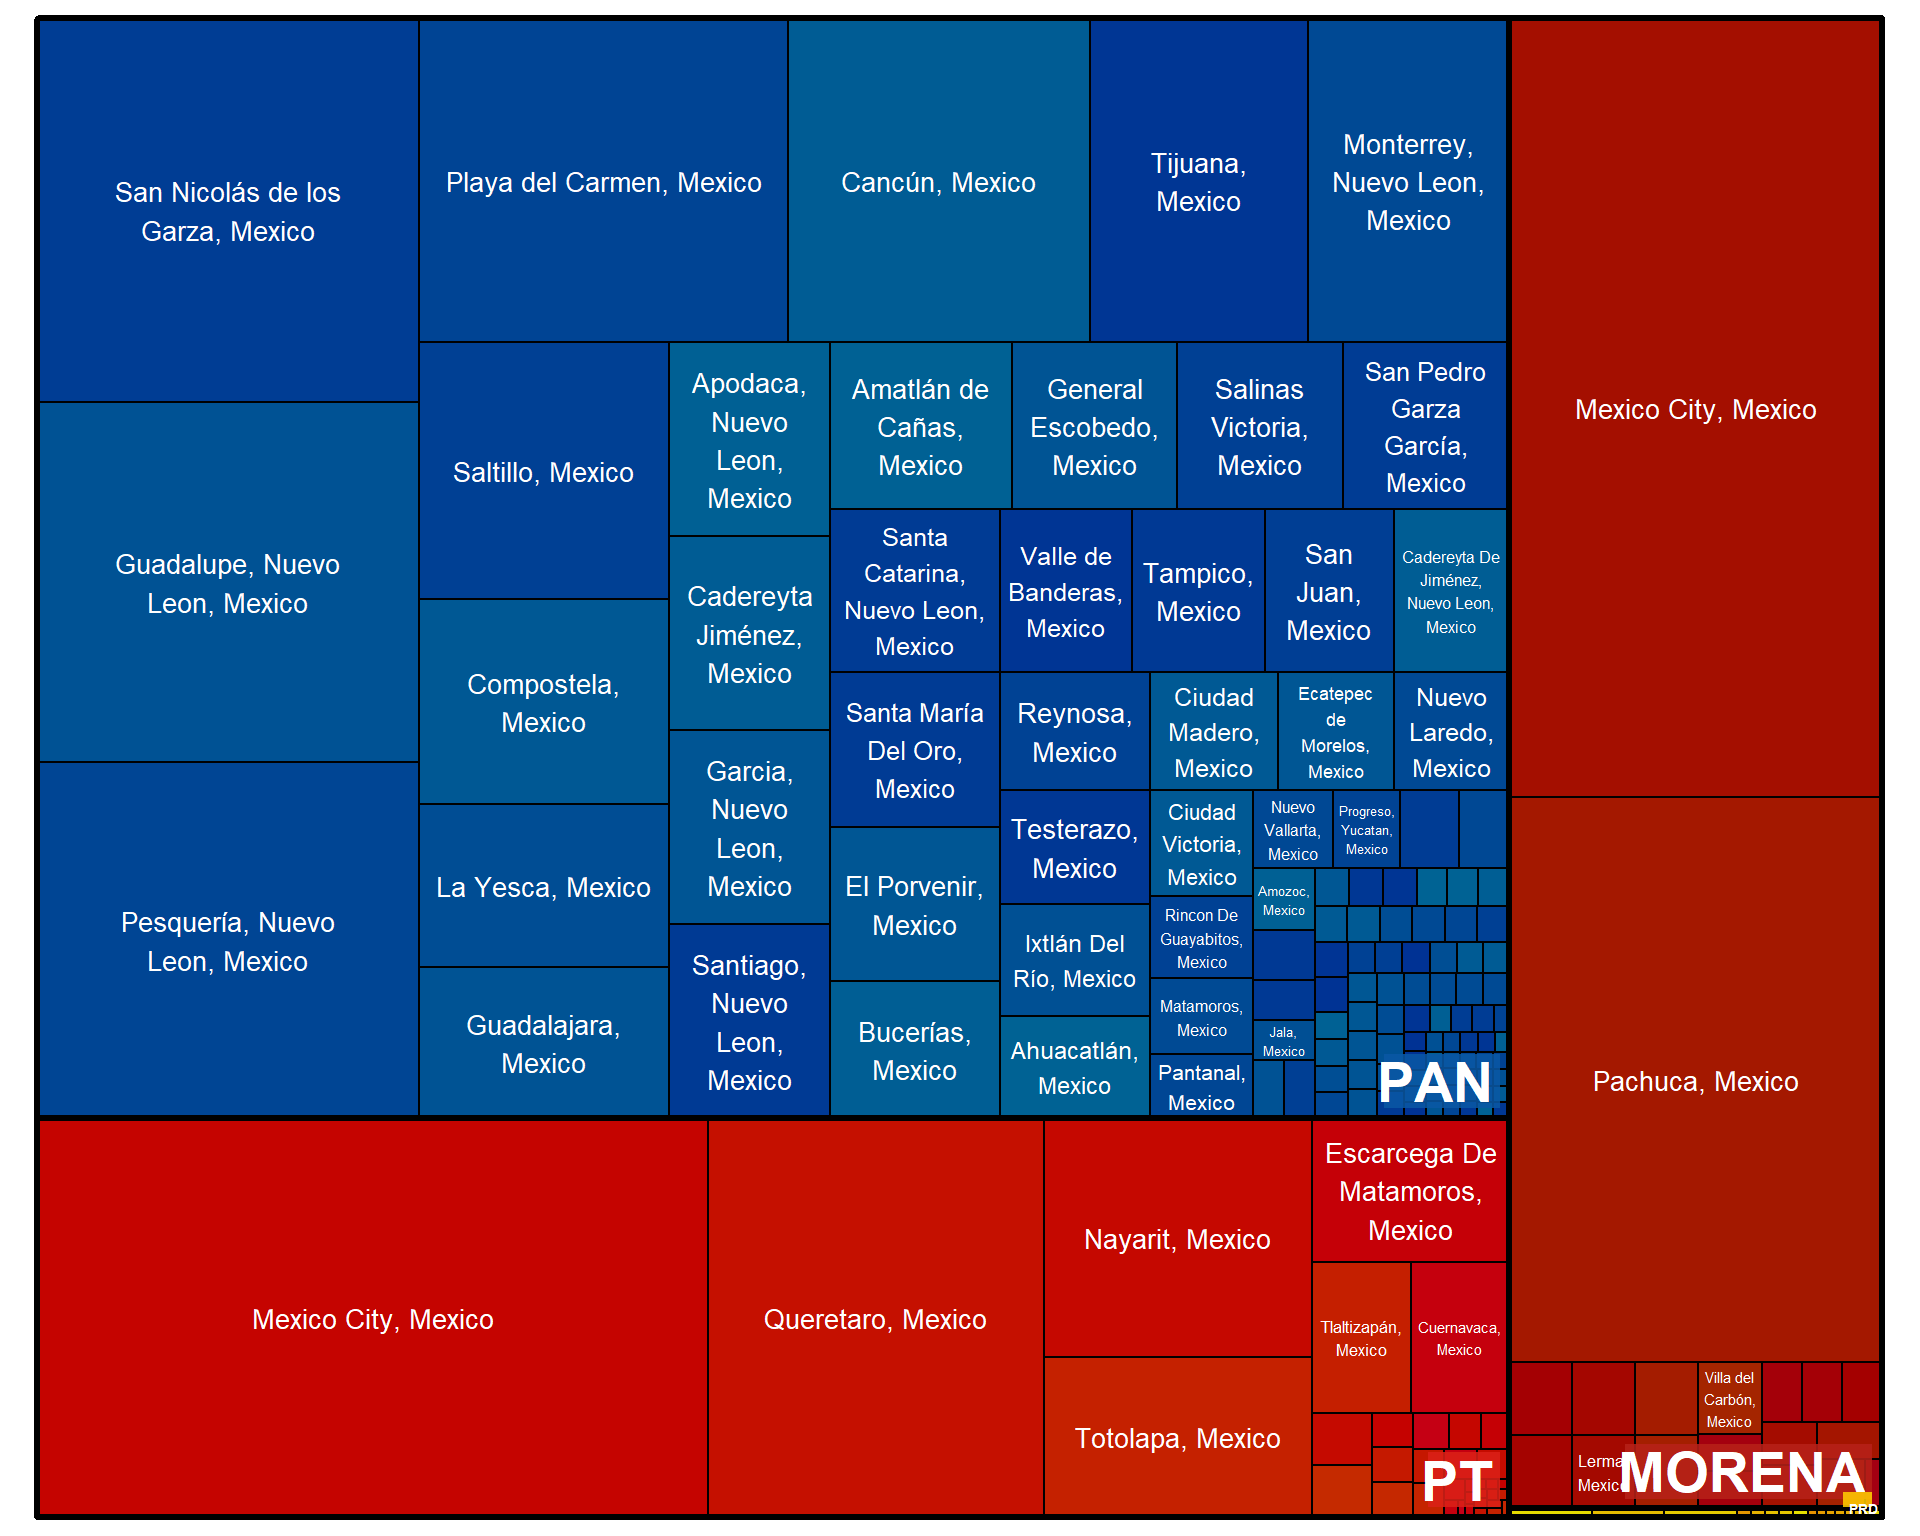 San Nicolás de los
Garza, Mexico
Playa del Carmen, Mexico
Cancún, Mexico
Tijuana,
Mexico
Monterrey,
Nuevo Leon,
Mexico
Mexico City, Mexico
Guadalupe, Nuevo
Leon, Mexico
Pesquería, Nuevo
Leon, Mexico
Saltillo, Mexico
Compostela,
Mexico
La Yesca, Mexico
Guadalajara,
Mexico
Apodaca,
Nuevo
Leon,
Mexico
Cadereyta
Jiménez,
Mexico
Garcia,
Nuevo
Leon,
Mexico
Santiago,
Nuevo
Leon,
Mexico
Amatlán de
Cañas,
Mexico
General
Escobedo,
Mexico
Salinas
Victoria,
Mexico
San Pedro
Garza
García,
Mexico
Santa
Catarina,
Nuevo Leon,
Mexico
Valle de
Banderas,
Mexico
Tampico,
Mexico
San
Juan,
Mexico
Cadereyta De
Jiménez,
Nuevo Leon,
Mexico
Santa María
Del Oro,
Mexico
El Porvenir,
Mexico
Bucerías,
Mexico
Reynosa,
Mexico
Ciudad
Madero,
Mexico
Ecatepec
de
Morelos,
Mexico
Nuevo
Laredo,
Mexico
Testerazo,
Mexico
Ixtlán Del
Río, Mexico
Ahuacatlán,
Mexico
Ciudad
Victoria,
Mexico
Rincon De
Guayabitos,
Mexico
Matamoros,
Mexico
Pantanal,
Mexico
Nuevo
Vallarta,
Mexico
Progreso,
Yucatan,
Mexico
Amozoc,
Mexico
Jala,
Mexico
PAN
Pachuca, Mexico
Mexico City, Mexico
Queretaro, Mexico
Nayarit, Mexico
Totolapa, Mexico
Escarcega De
Matamoros,
Mexico
Tlaltizapán,
Mexico
Cuernavaca,
Mexico
PT
Villa del
Carbón,
Mexico
Lerma
Mexico
MORENA
PRD